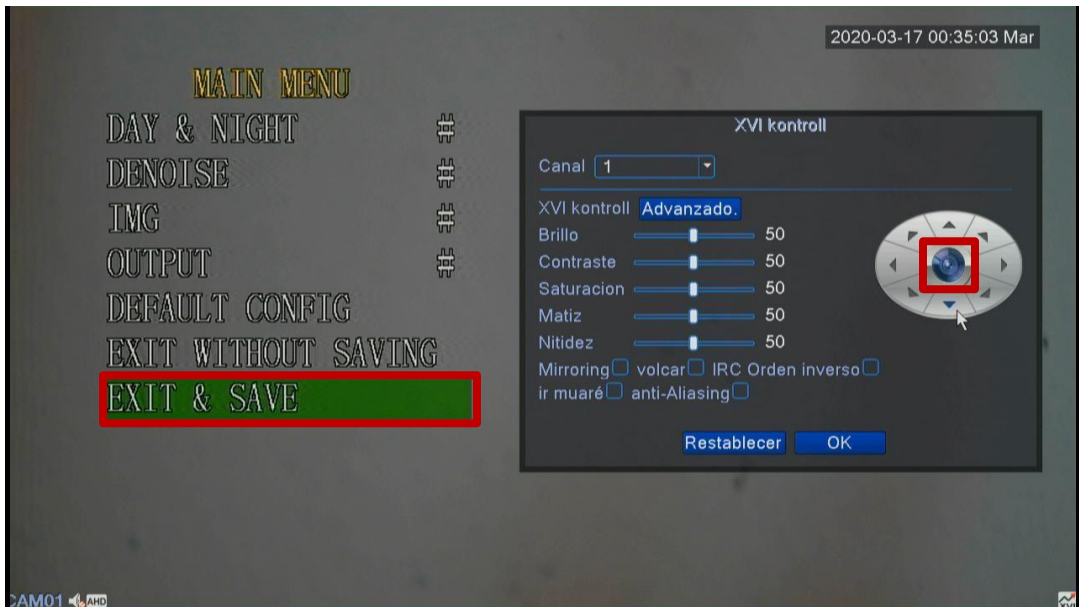 2020-03-17 00:35:03 Mar
MAIN MENU
DAY & NIGHT #
DENOISE #
IMG #
OUTPUT #
DEFAULT CONFIG
EXIT WITHOUT SAVING
EXIT & SAVE
XVI kontroll
Canal 1
XVI kontroll Advanzado.
Brillo 50
Contraste 50
Saturacion 50
Matiz 50
Nitidez 50
Mirroring volcar IRC Orden inverso
ir muaré anti-Aliasing
Restablecer OK
CAM01 AHD
XVI